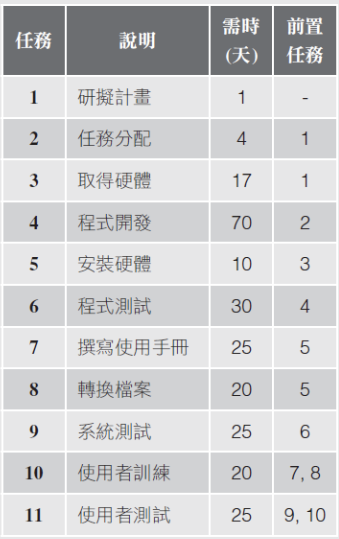 任務 說明 需時(天) 前置任務
1 研擬計畫 1 -
2 任務分配 4 1
3 取得硬體 17 1
4 程式開發 70 2
5 安裝硬體 10 3
6 程式測試 30 4
7 撰寫使用手冊 25 5
8 轉換檔案 20 5
9 系統測試 25 6
10 使用者訓練 20 7, 8
11 使用者測試 25 9, 10